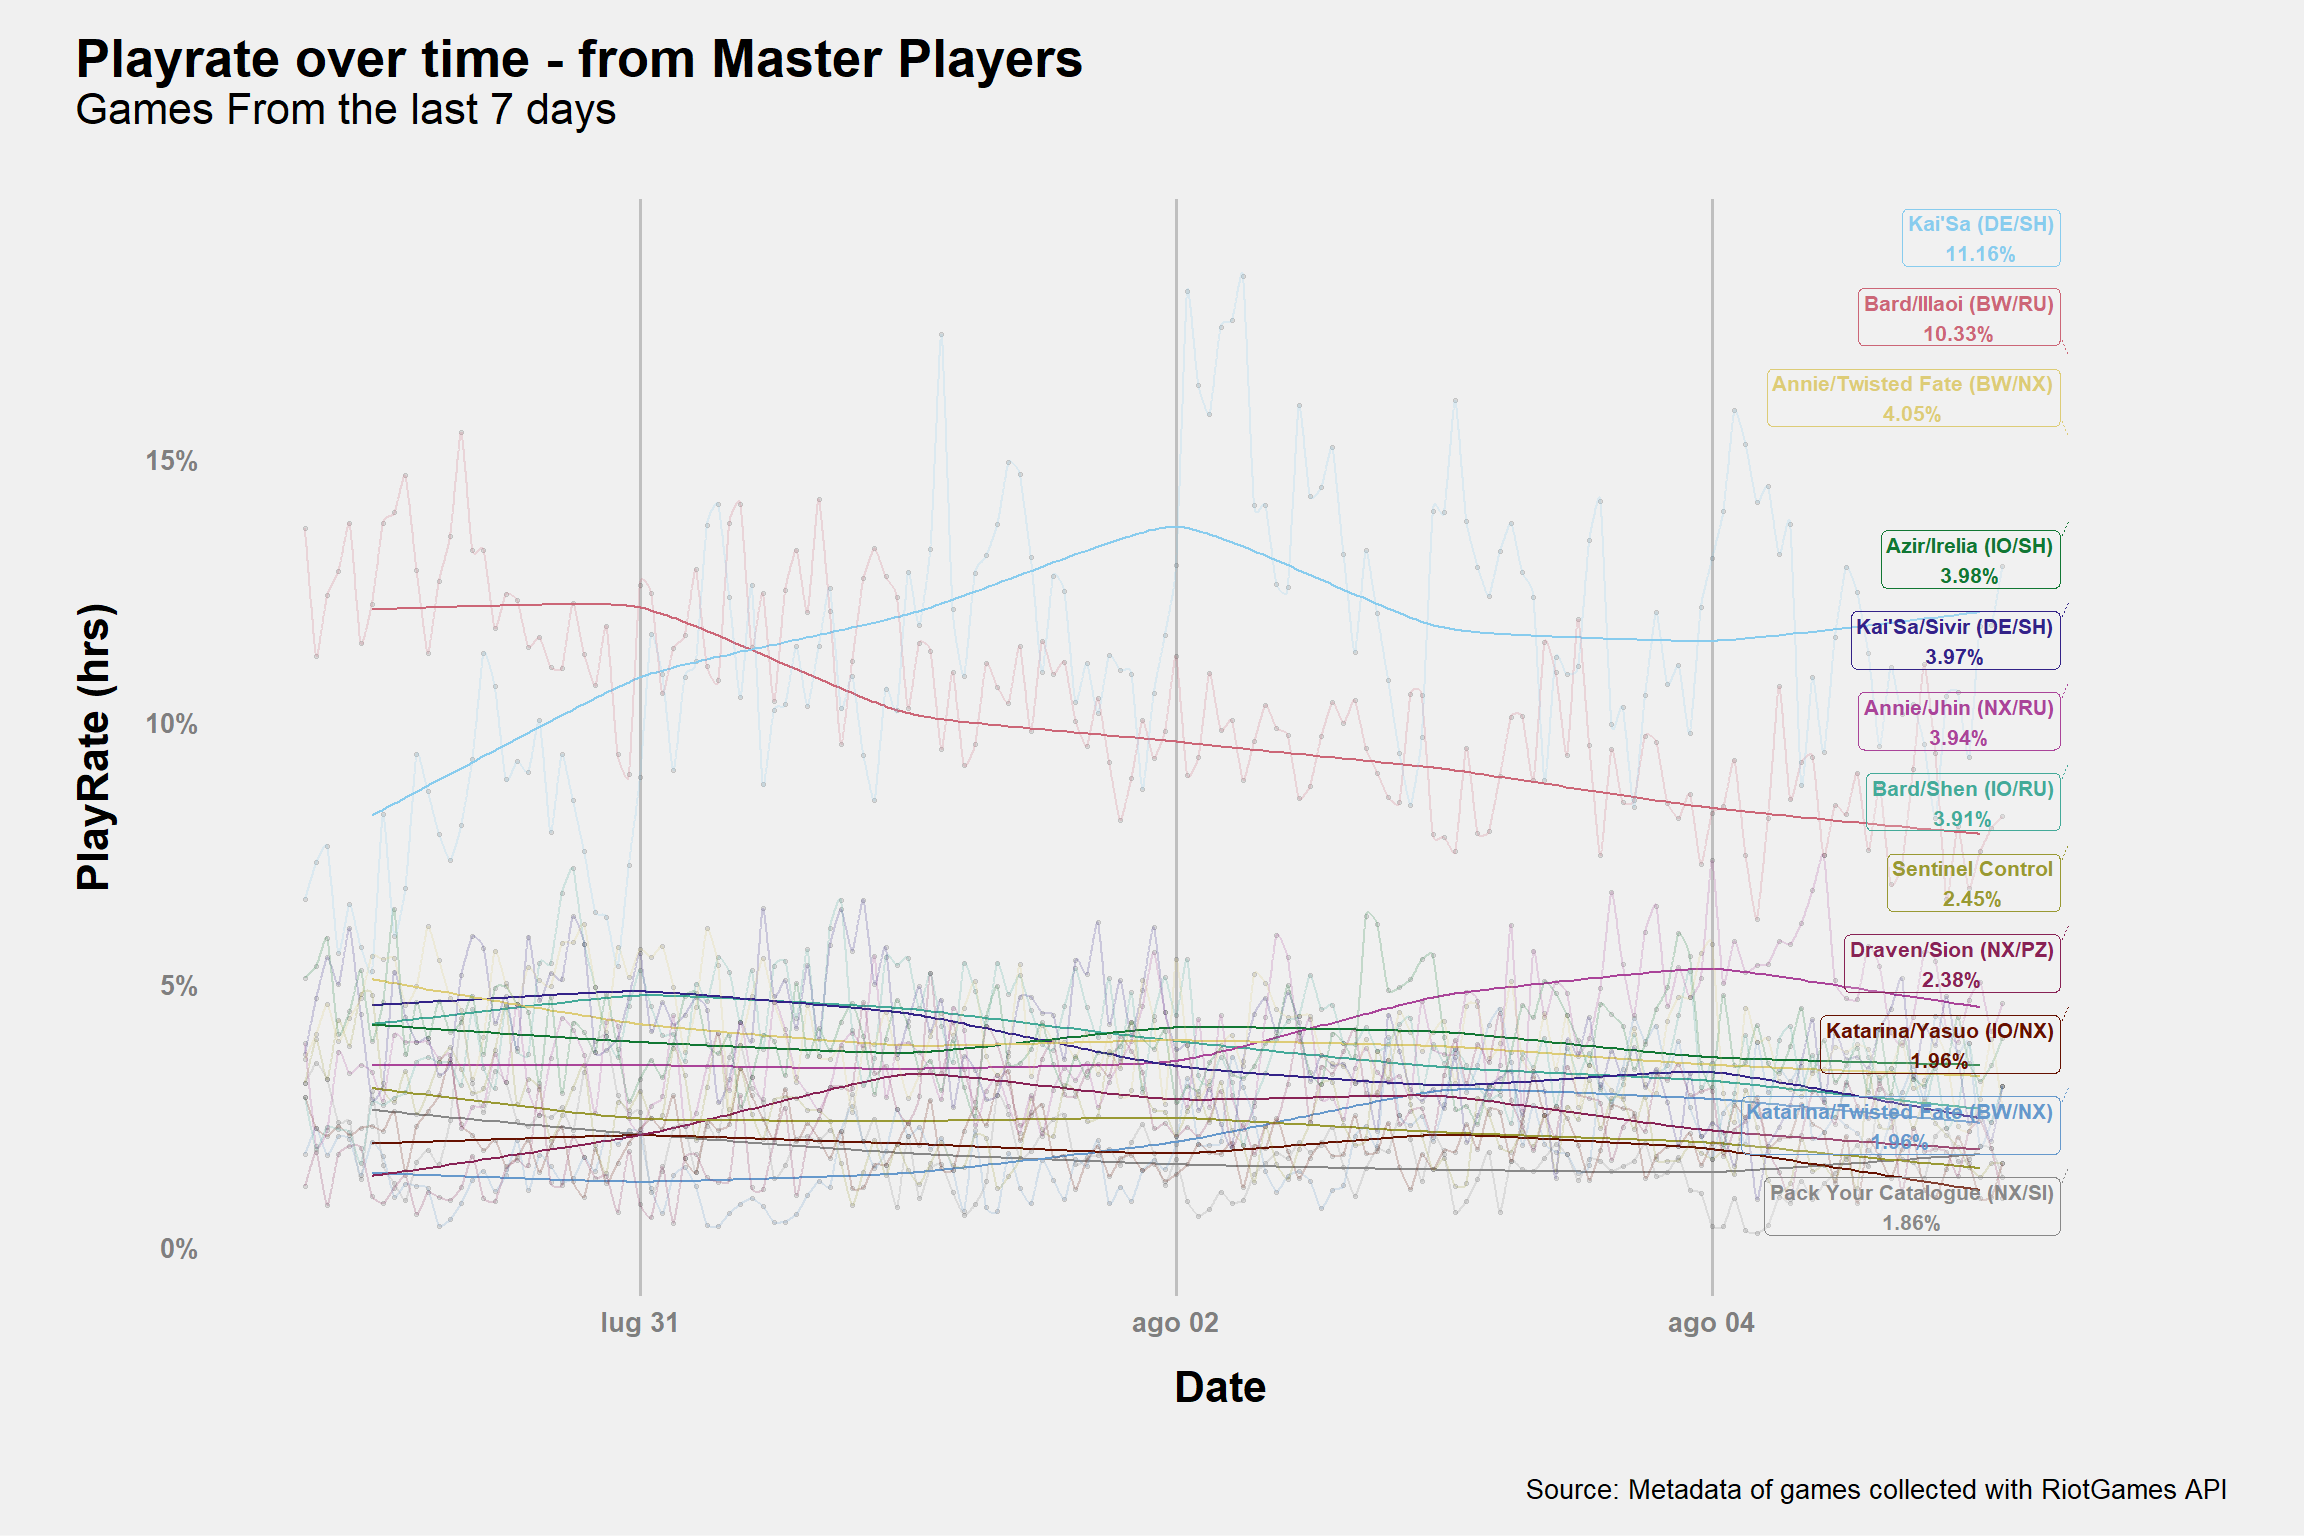 Playrate over time - from Master Players
Games From the last 7 days
Kai'Sa (DE/SH)
11.16%
Bard/Illaoi (BW/RU)
10.33%
Annie/Twisted Fate (BW/NX)
4.05%
Azir/Irelia (IO/SH)
3.98%
Kai'Sa/Sivir (DE/SH)
3.97%
Annie/Jhin (NX/RU)
3.94%
Bard/Shen (IO/RU)
3.91%
Sentinel Control
2.45%
Draven/Sion (NX/PZ)
2.38%
Katarina/Yasuo (IO/NX)
1.96%
Katarina/Twisted Fate (BW/NX)
1.96%
Pack Your Catalogue (NX/SI)
1.86%
PlayRate (hrs)
15%
10%
5%
0%
lug 31
ago 02
ago 04
Date
Source: Metadata of games collected with RiotGames API